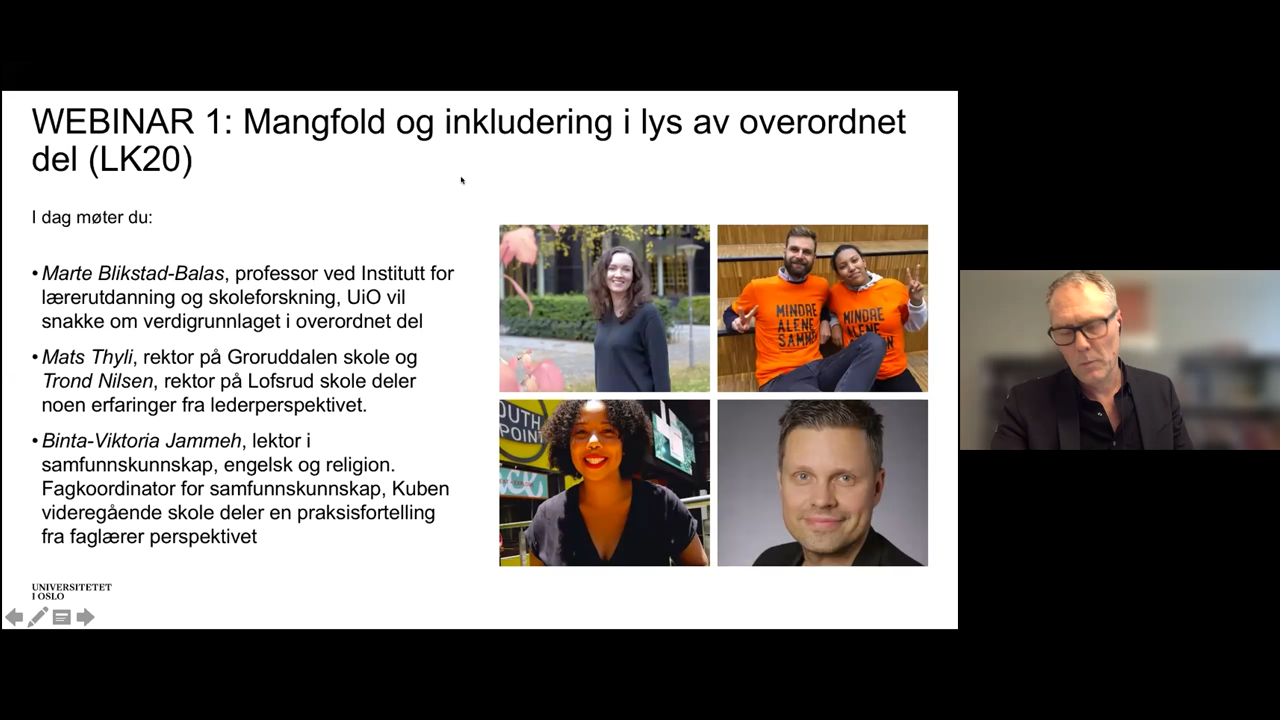 WEBINAR 1: Mangfold og inkludering i lys av overordnet
del (LK20)
I dag møter du:
• Marte Blikstad-Balas, professor ved Institutt for
lærerutdanning og skoleforskning, UiO vil
snakke om verdigrunnlaget i overordnet del
• Mats Thyli, rektor på Groruddalen skole og
Trond Nilsen, rektor på Lofsrud skole deler
noen erfaringer fra lederperspektivet.
• Binta-Viktoria Jammeh, lektor i
samfunnskunnskap, engelsk og religion.
Fagkoordinator for samfunnskunnskap, Kuben
videregående skole deler en praksisfortelling
fra faglærer perspektivet
MINDRE
ALENE
MINDRE
ALENE
UNIVERSITETET
I OSLO